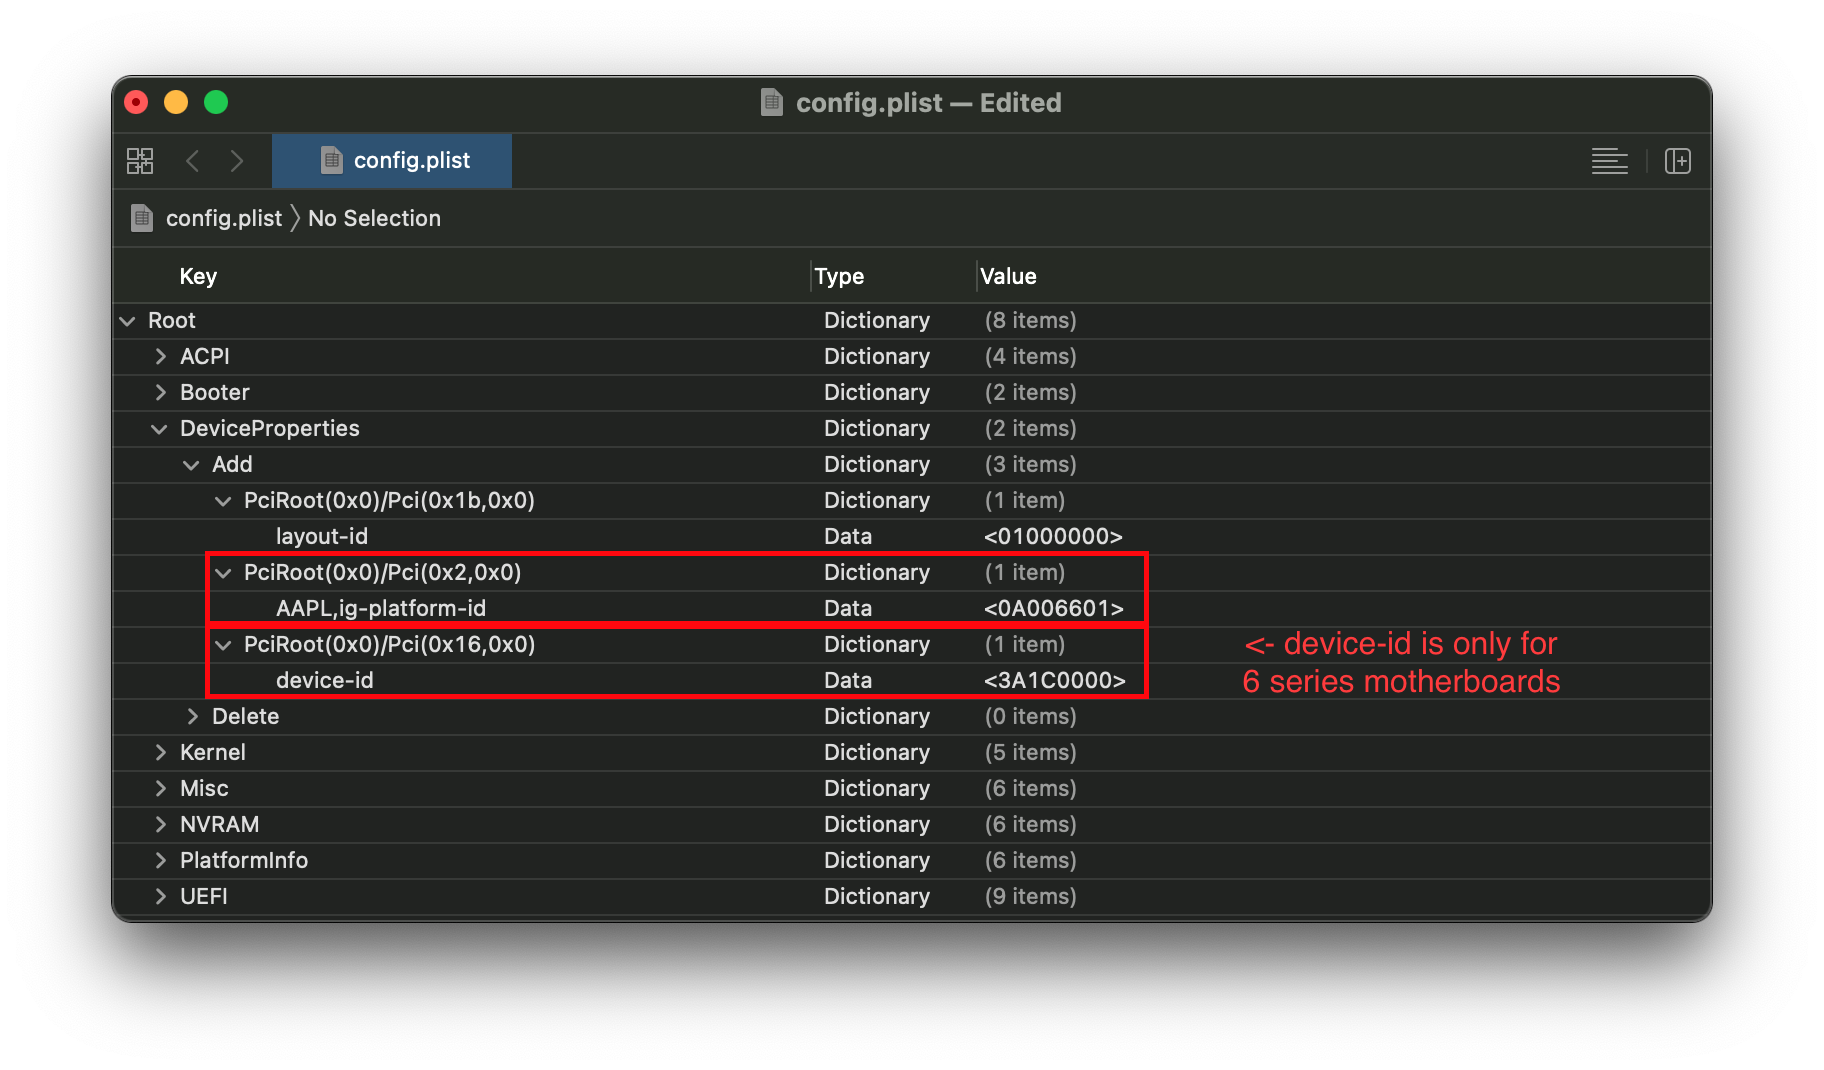 config.plist — Edited
config.plist
config.plist 〉 No Selection
Key Type Value
Root Dictionary (8 items)
ACPI Dictionary (4 items)
Booter Dictionary (2 items)
DeviceProperties Dictionary (2 items)
Add Dictionary (3 items)
PciRoot(0x0)/Pci(0x1b,0x0) Dictionary (1 item)
layout-id Data <01000000>
PciRoot(0x0)/Pci(0x2,0x0) Dictionary (1 item)
AAPL,ig-platform-id Data <0A006601>
PciRoot(0x0)/Pci(0x16,0x0) Dictionary (1 item) <- device-id is only for
device-id Data <3A1C0000> 6 series motherboards
Delete Dictionary (0 items)
Kernel Dictionary (5 items)
Misc Dictionary (6 items)
NVRAM Dictionary (6 items)
PlatformInfo Dictionary (6 items)
UEFI Dictionary (9 items)